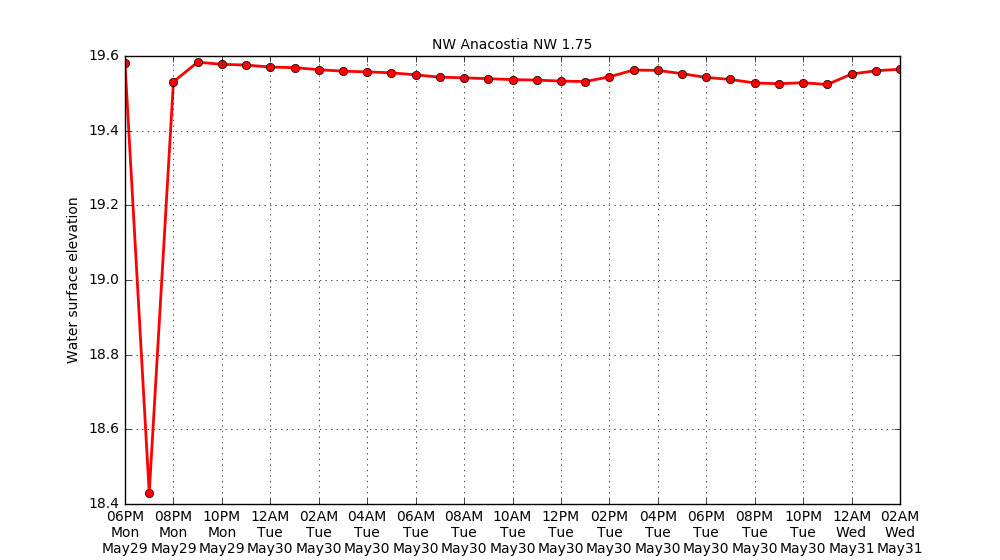 NW Anacostia NW 1.75
Water surface elevation
19.6
19.4
19.2
19.0
18.8
18.6
18.4
06PM 08PM 10PM 12AM 02AM 04AM 06AM 08AM 10AM 12PM 02PM 04PM 06PM 08PM 10PM 12AM 02AM
Mon Mon Mon Tue Tue Tue Tue Tue Tue Tue Tue Tue Tue Tue Tue Wed Wed
May29 May29 May29 May30 May30 May30 May30 May30 May30 May30 May30 May30 May30 May30 May30 May31 May31